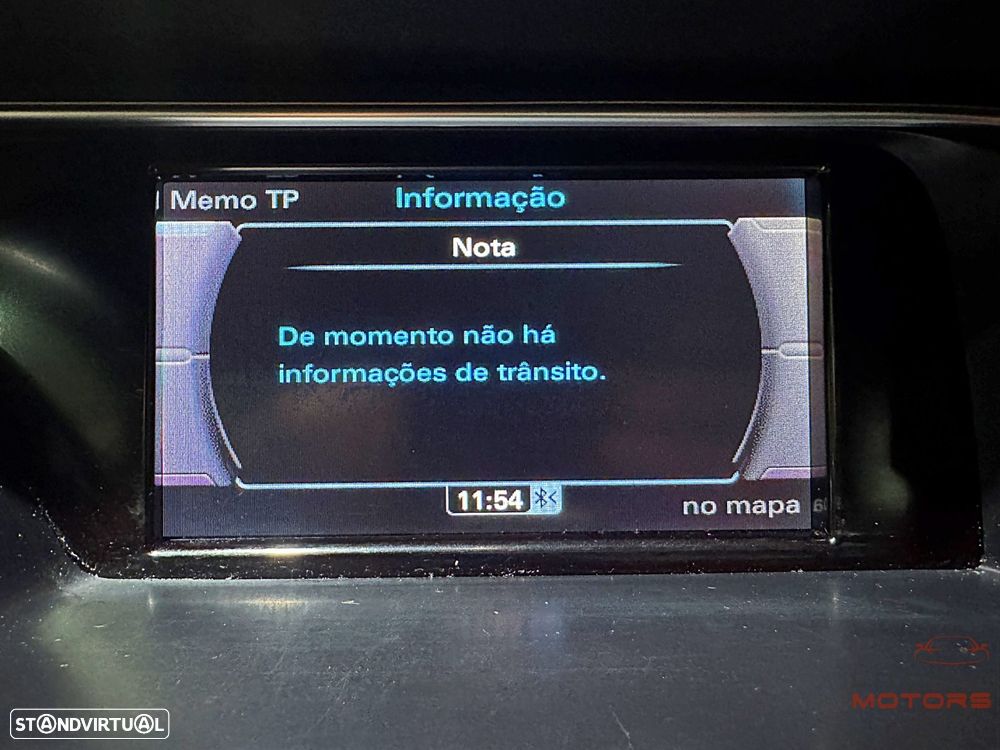 Memo TP
Informação
Nota
De momento não há
informações de trânsito.
11:54
no mapa
MOTORS
STANDVIRTUAL